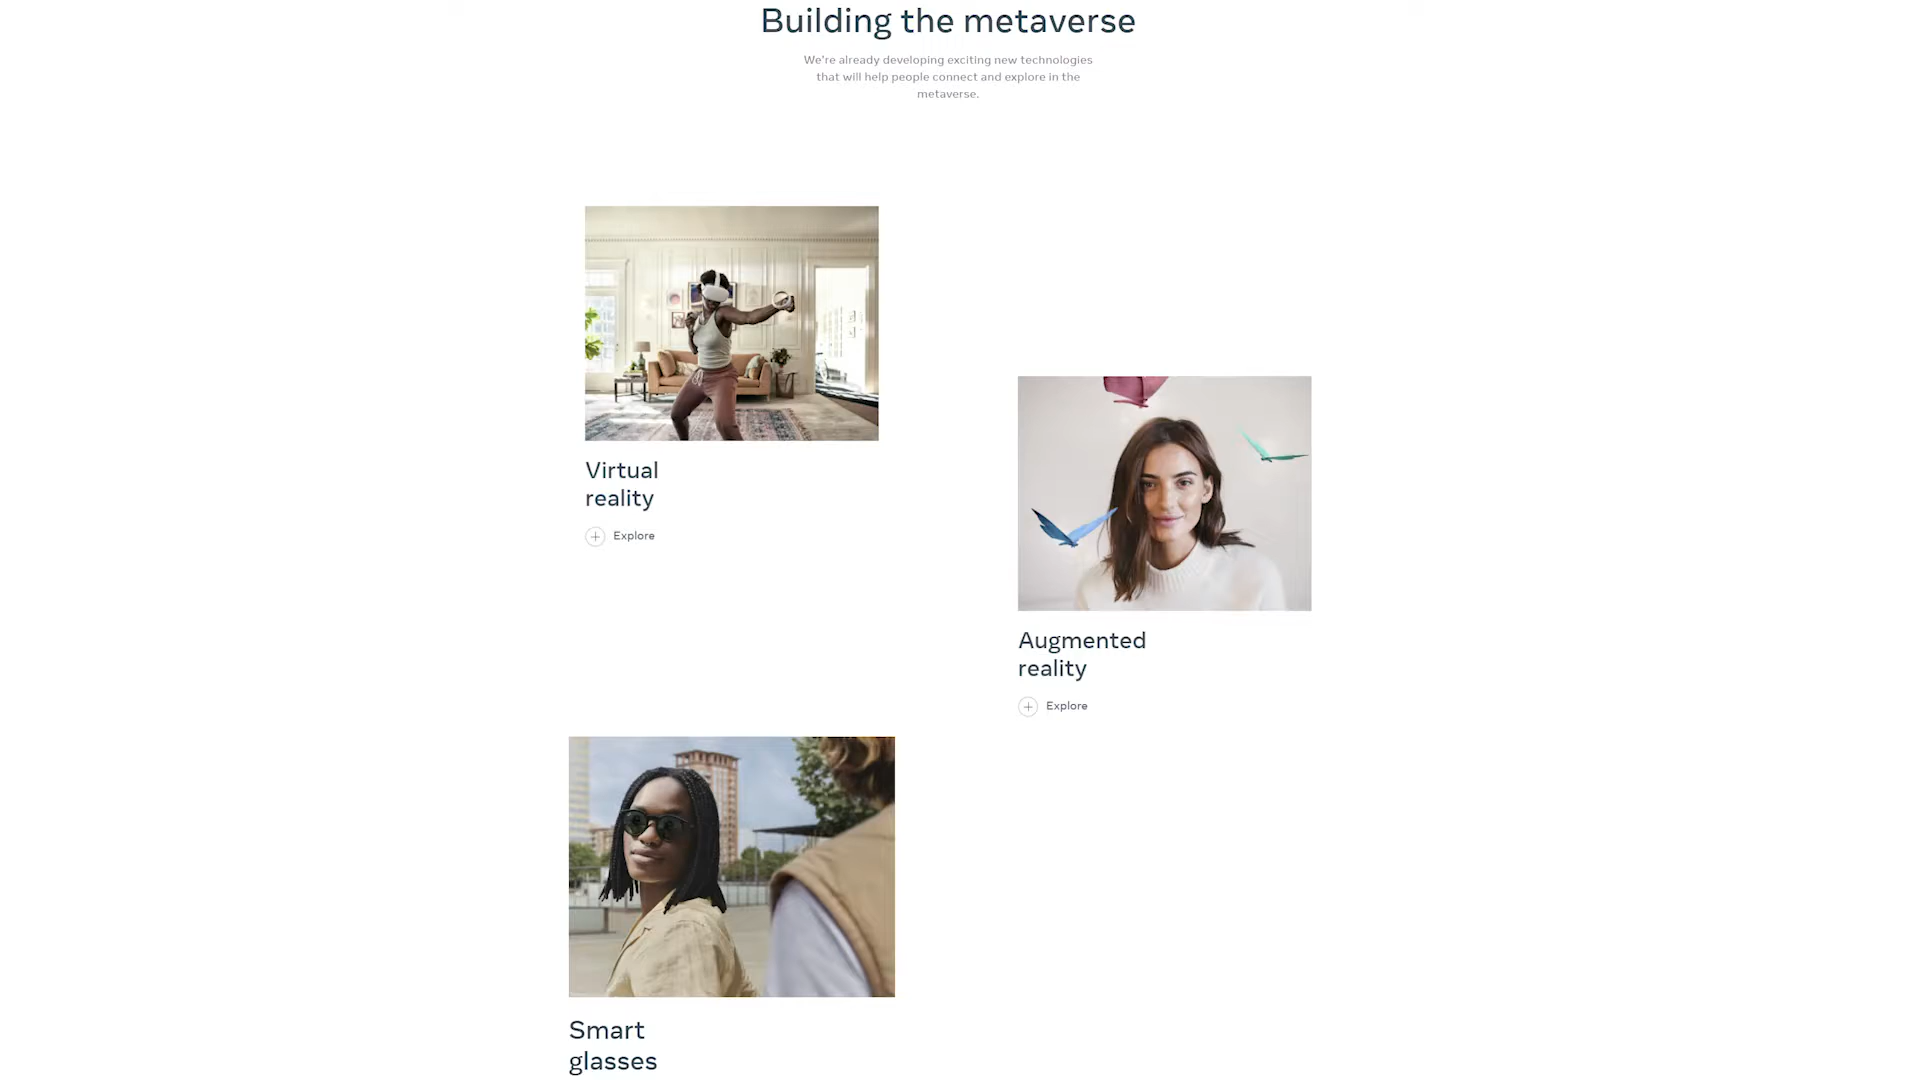 Building the metaverse
We're already developing exciting new technologies
that will help people connect and explore in the
metaverse.
Virtual
reality
Explore
Augmented
reality
Explore
Smart
glasses